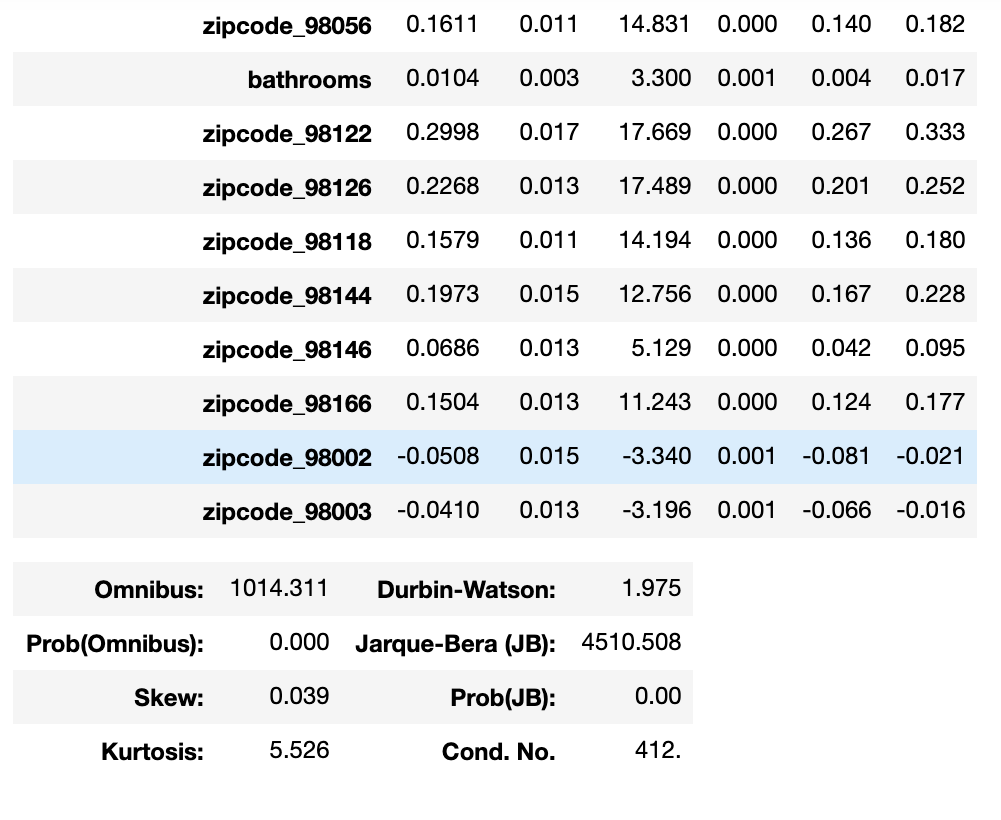 zipcode_98056 0.1611 0.011 14.831 0.000 0.140 0.182
bathrooms 0.0104 0.003 3.300 0.001 0.004 0.017
zipcode_98122 0.2998 0.017 17.669 0.000 0.267 0.333
zipcode_98126 0.2268 0.013 17.489 0.000 0.201 0.252
zipcode_98118 0.1579 0.011 14.194 0.000 0.136 0.180
zipcode_98144 0.1973 0.015 12.756 0.000 0.167 0.228
zipcode_98146 0.0686 0.013 5.129 0.000 0.042 0.095
zipcode_98166 0.1504 0.013 11.243 0.000 0.124 0.177
zipcode_98002 -0.0508 0.015 -3.340 0.001 -0.081 -0.021
zipcode_98003 -0.0410 0.013 -3.196 0.001 -0.066 -0.016
Omnibus: 1014.311 Durbin-Watson: 1.975
Prob(Omnibus): 0.000 Jarque-Bera (JB): 4510.508
Skew: 0.039 Prob(JB): 0.00
Kurtosis: 5.526 Cond. No. 412.